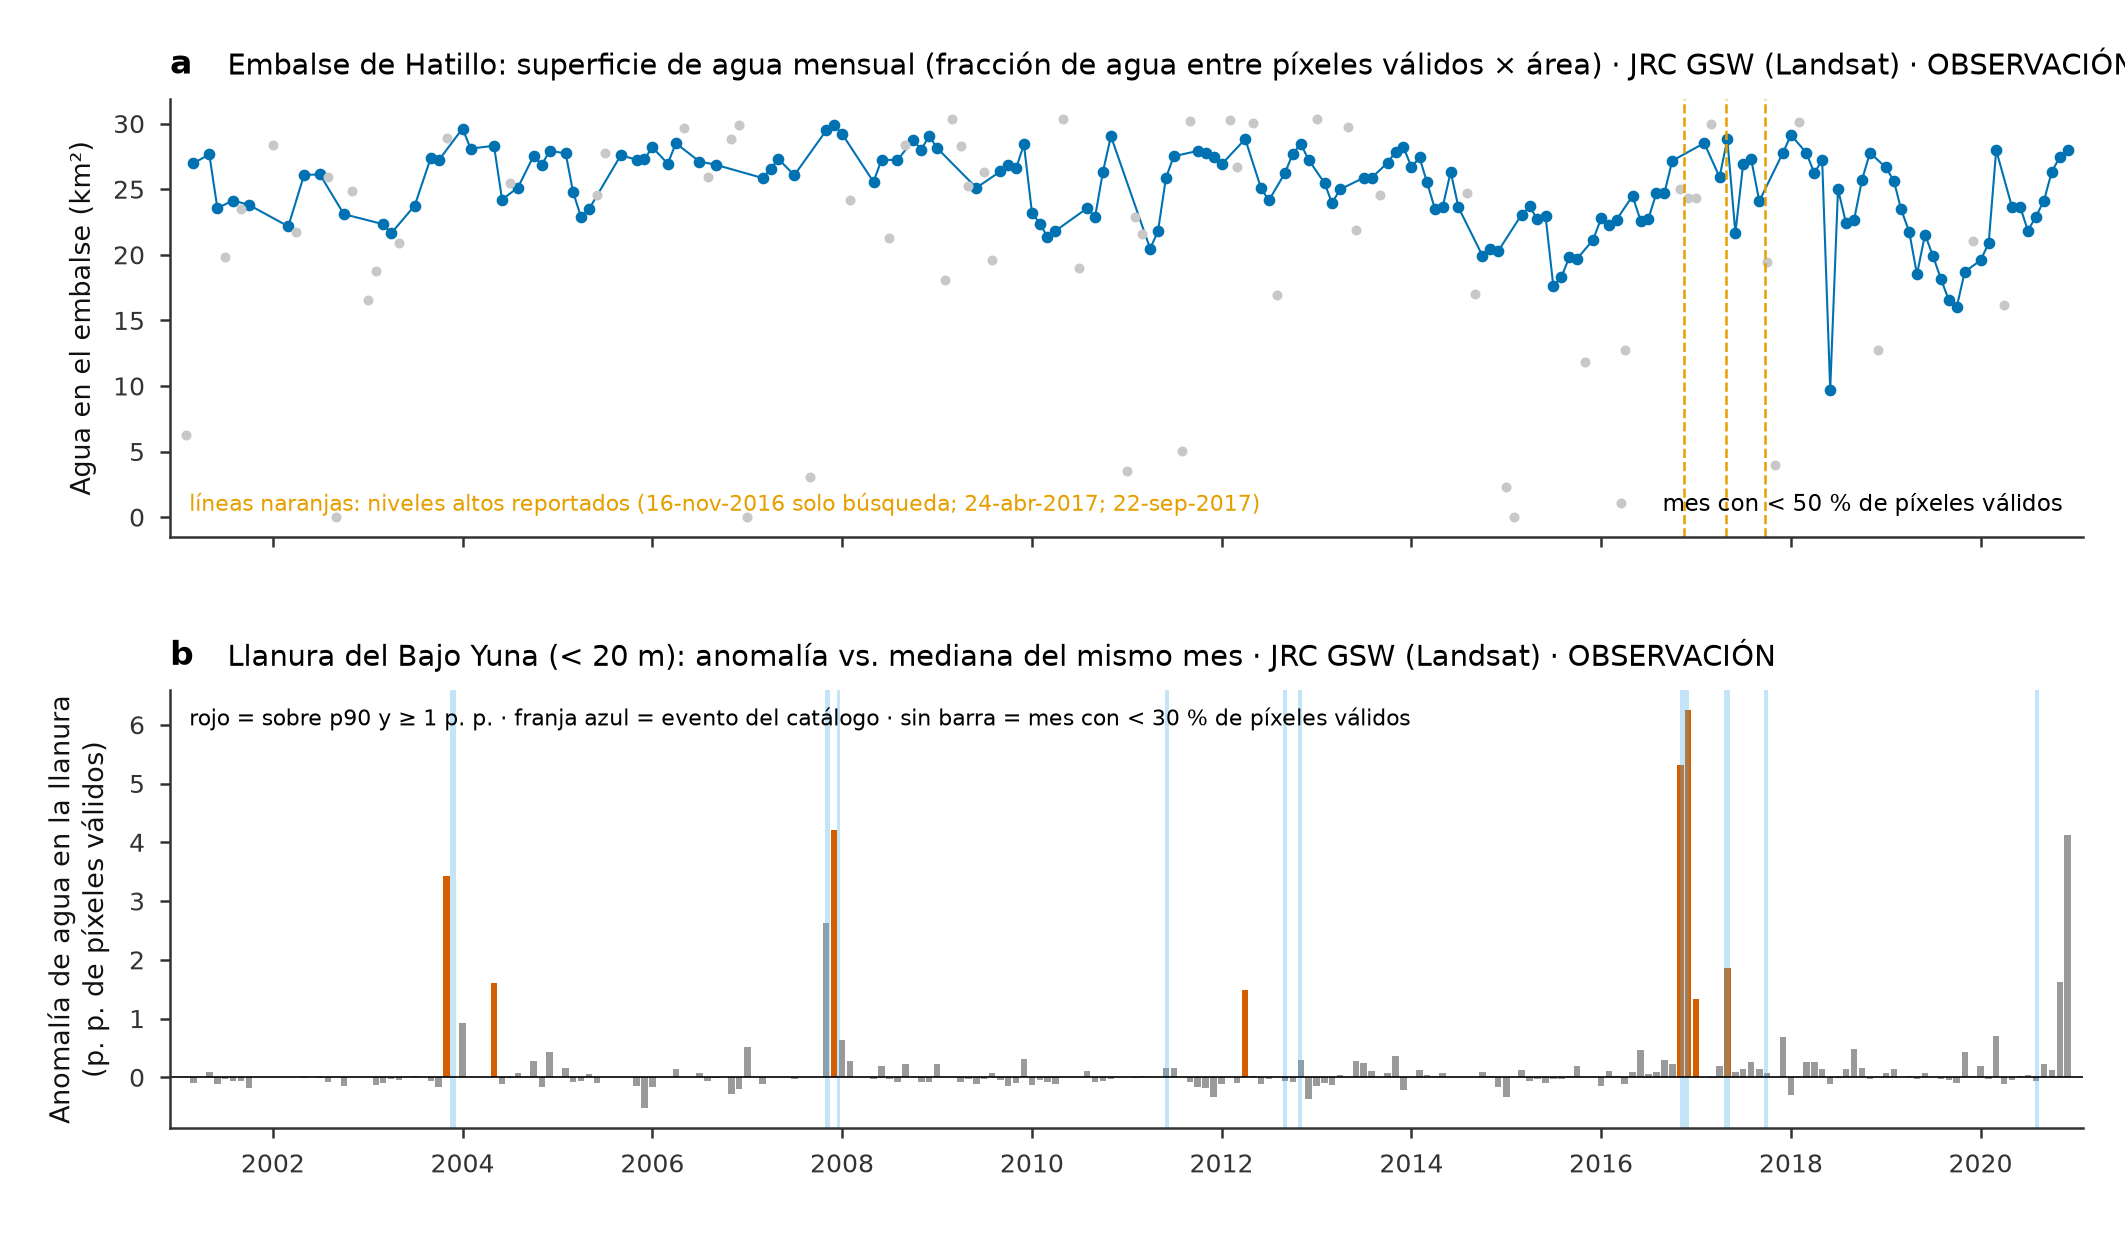 a Embalse de Hatillo: superficie de agua mensual (fracción de agua entre píxeles válidos × área) · JRC GSW (Landsat) · OBSERVACIÓN
Agua en el embalse (km²)
30
25
20
15
10
5
0
líneas naranjas: niveles altos reportados (16-nov-2016 solo búsqueda; 24-abr-2017; 22-sep-2017)
mes con < 50 % de píxeles válidos
b Llanura del Bajo Yuna (< 20 m): anomalía vs. mediana del mismo mes · JRC GSW (Landsat) · OBSERVACIÓN
Anomalía de agua en la llanura
(p. p. de píxeles válidos)
rojo = sobre p90 y ≥ 1 p. p. · franja azul = evento del catálogo · sin barra = mes con < 30 % de píxeles válidos
6
5
4
3
2
1
0
2002 2004 2006 2008 2010 2012 2014 2016 2018 2020